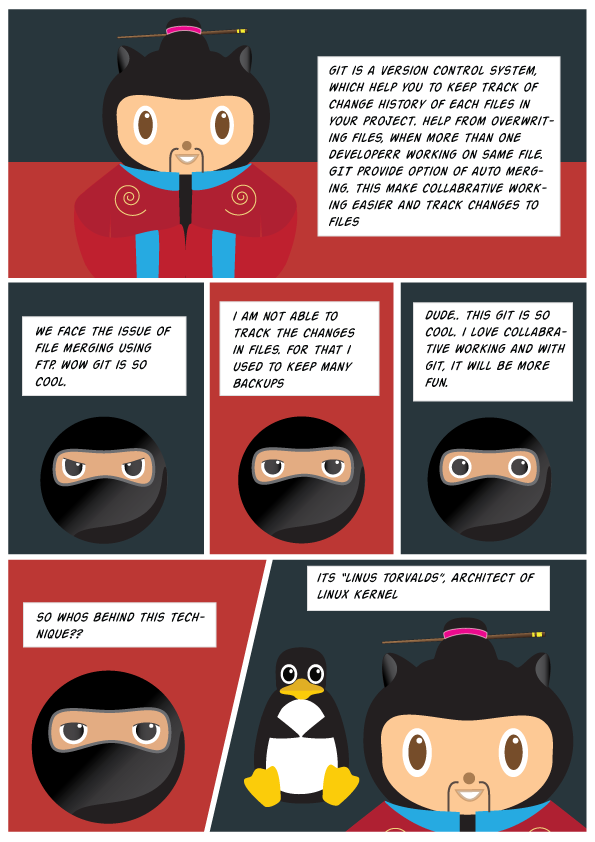 GIT IS A VERSION CONTROL SYSTEM,
WHICH HELP YOU TO KEEP TRACK OF
CHANGE HISTORY OF EACH FILES IN
YOUR PROJECT. HELP FROM OVERWRIT-
ING FILES, WHEN MORE THAN ONE
DEVELOPERR WORKING ON SAME FILE.
GIT PROVIDE OPTION OF AUTO MERG-
ING. THIS MAKE COLLABRATIVE WORK-
ING EASIER AND TRACK CHANGES TO
FILES
WE FACE THE ISSUE OF
FILE MERGING USING
FTP. WOW GIT IS SO
COOL.
I AM NOT ABLE TO
TRACK THE CHANGES
IN FILES, FOR THAT I
USED TO KEEP MANY
BACKUPS
DUDE.. THIS GIT IS SO
COOL. I LOVE COLLABRA-
TIVE WORKING AND WITH
GIT, IT WILL BE MORE
FUN.
SO WHOS BEHIND THIS TECH-
NIQUE??
ITS "LINUS TORVALDS", ARCHITECT OF
LINUX KERNEL